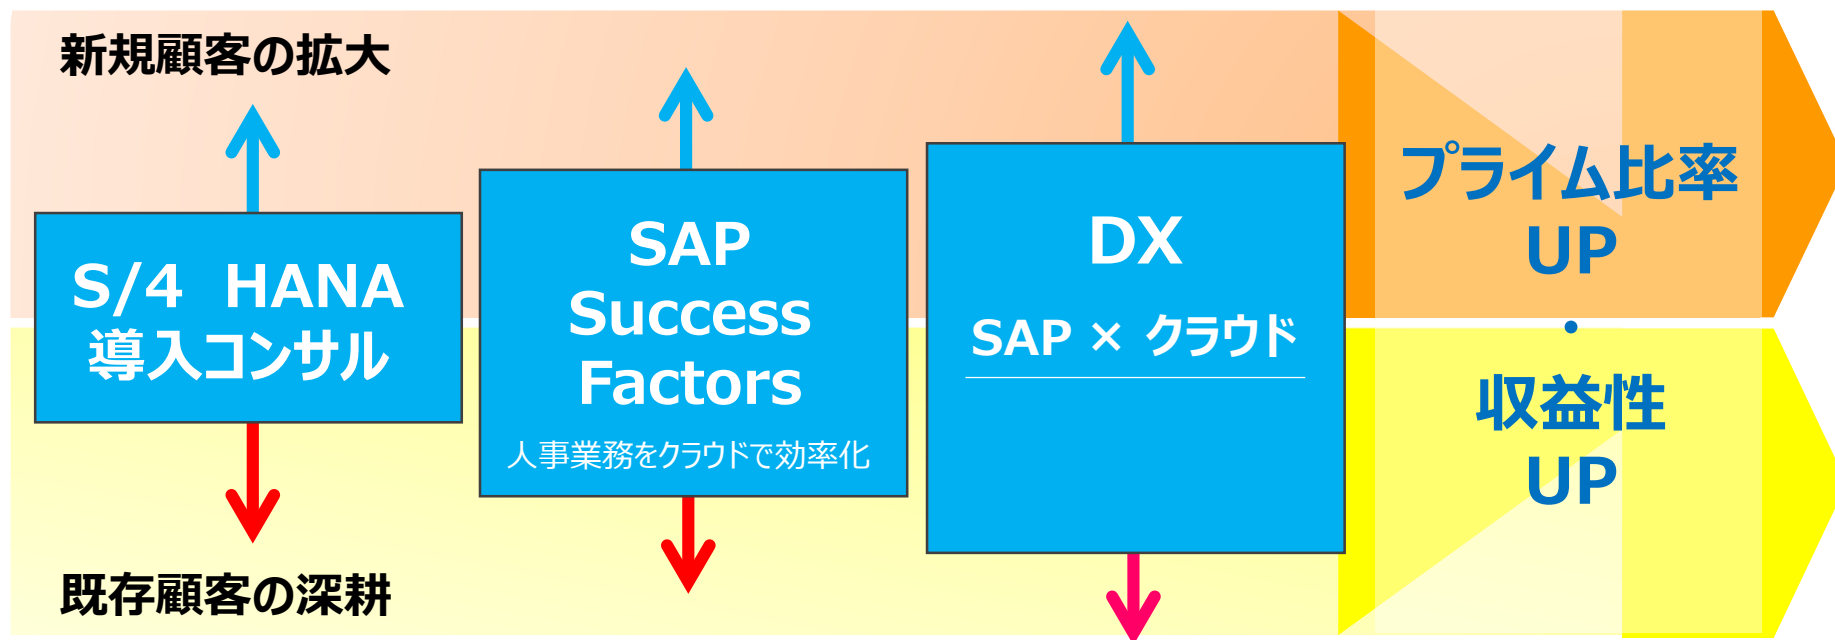 新規顧客の拡大
S/4 HANA
導入コンサル
SAP
Success
Factors
人事業務をクラウドで効率化
DX
SAP × クラウド
プライム比率
UP
・
収益性
UP
既存顧客の深耕